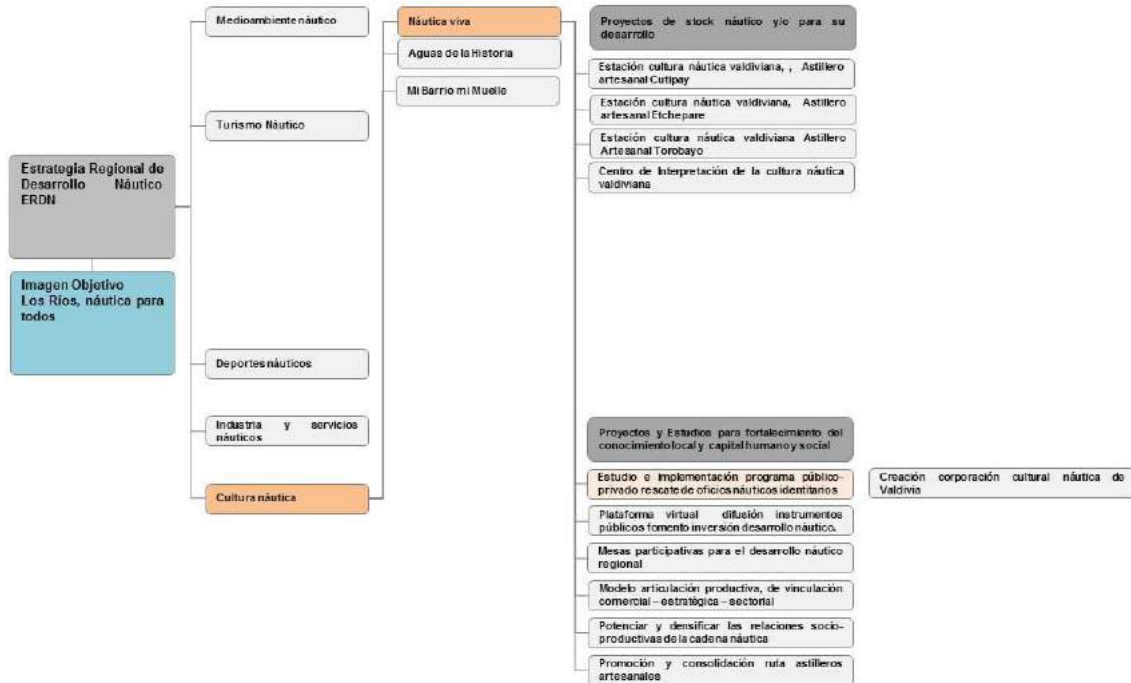 Estrategia Regional de
Desarrollo Náutico
ERDN
Imagen Objetivo
Los Ríos, náutica para
todos
Medioambiente náutico
Turismo Náutico
Deportes náuticos
Industria y servicios
náuticos
Cultura náutica
Náutica viva
Aguas de la Historia
Mi Barrio mi Muelle
Proyectos de stock náutico y/o para su
desarrollo
Estación cultura náutica valdiviana, , Astillero
artesanal Cutipay
Estación cultura náutica valdiviana, Astillero
artesanal Etchepare
Estación cultura náutica valdiviana Astillero
Artesanal Torobayo
Centro de Interpretación de la cultura náutica
valdiviana
Proyectos y Estudios para fortalecimiento del
conocimiento local y capital humano y social
Estudio e implementación programa público-
privado rescate de oficios náuticos identitarios
Plataforma virtual difusión instrumentos
públicos fomento inversión desarrollo náutico.
Mesas participativas para el desarrollo náutico
regional
Modelo articulación productiva, de vinculación
comercial – estratégica – sectorial
Potenciar y densificar las relaciones socio-
productivas de la cadena náutica
Promoción y consolidación ruta astilleros
artesanales
Creación corporación cultural náutica de
Valdivia